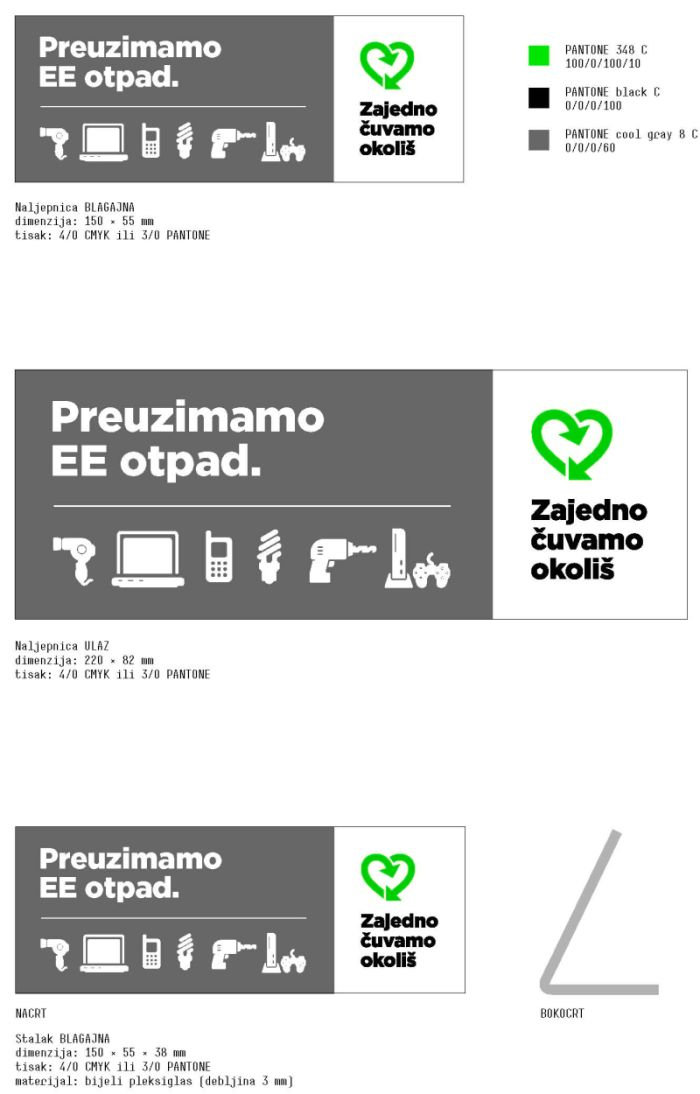 Preuzimamo
EE otpad.
Zajedno
čuvamo
okoliš
PANTONE 348 C
100/0/100/10
PANTONE black C
0/0/0/100
PANTONE cool gray 8 C
0/0/0/60
Naljepnica BLAGAJNA
dimenzija: 150 × 55 mm
tisak: 4/0 CMYK ili 3/0 PANTONE
Preuzimamo
EE otpad.
Zajedno
čuvamo
okoliš
Naljepnica ULAZ
dimenzija: 220 × 82 mm
tisak: 4/0 CMYK ili 3/0 PANTONE
Preuzimamo
EE otpad.
Zajedno
čuvamo
okoliš
NACRT
BOKOCRT
Stalak BLAGAJNA
dimenzija: 150 × 55 × 38 mm
tisak: 4/0 CMYK ili 3/0 PANTONE
materijal: bijeli pleksiglas (debljina 3 mm)